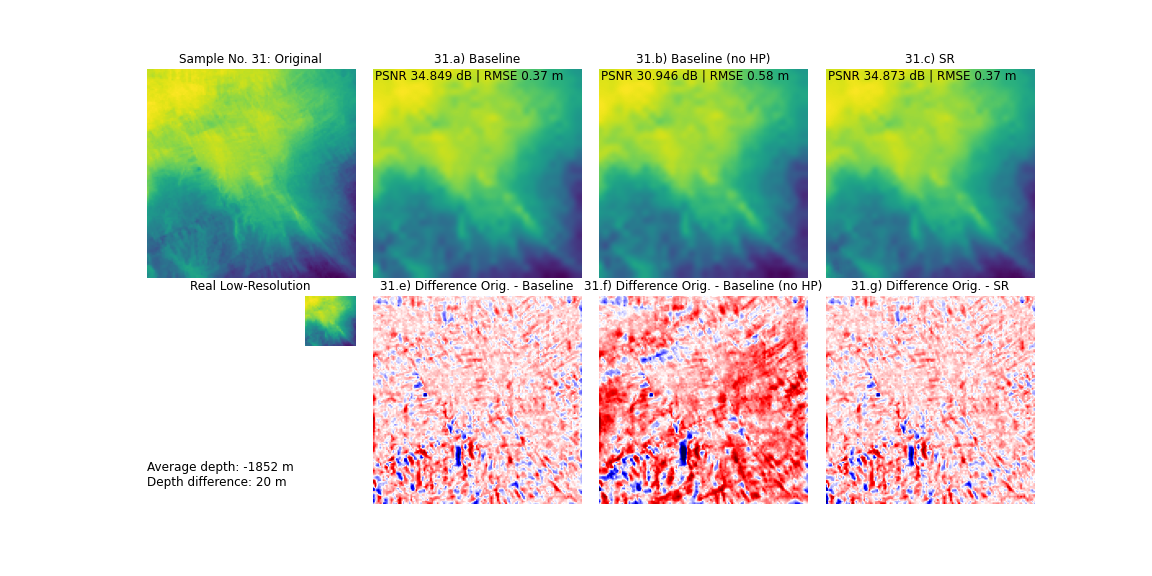 Sample No. 31: Original
31.a) Baseline
31.b) Baseline (no HP)
31.c) SR
PSNR 34.849 dB | RMSE 0.37 m
PSNR 30.946 dB | RMSE 0.58 m
PSNR 34.873 dB | RMSE 0.37 m
Real Low-Resolution
31.e) Difference Orig. - Baseline
31.f) Difference Orig. - Baseline (no HP)
31.g) Difference Orig. - SR
Average depth: -1852 m
Depth difference: 20 m